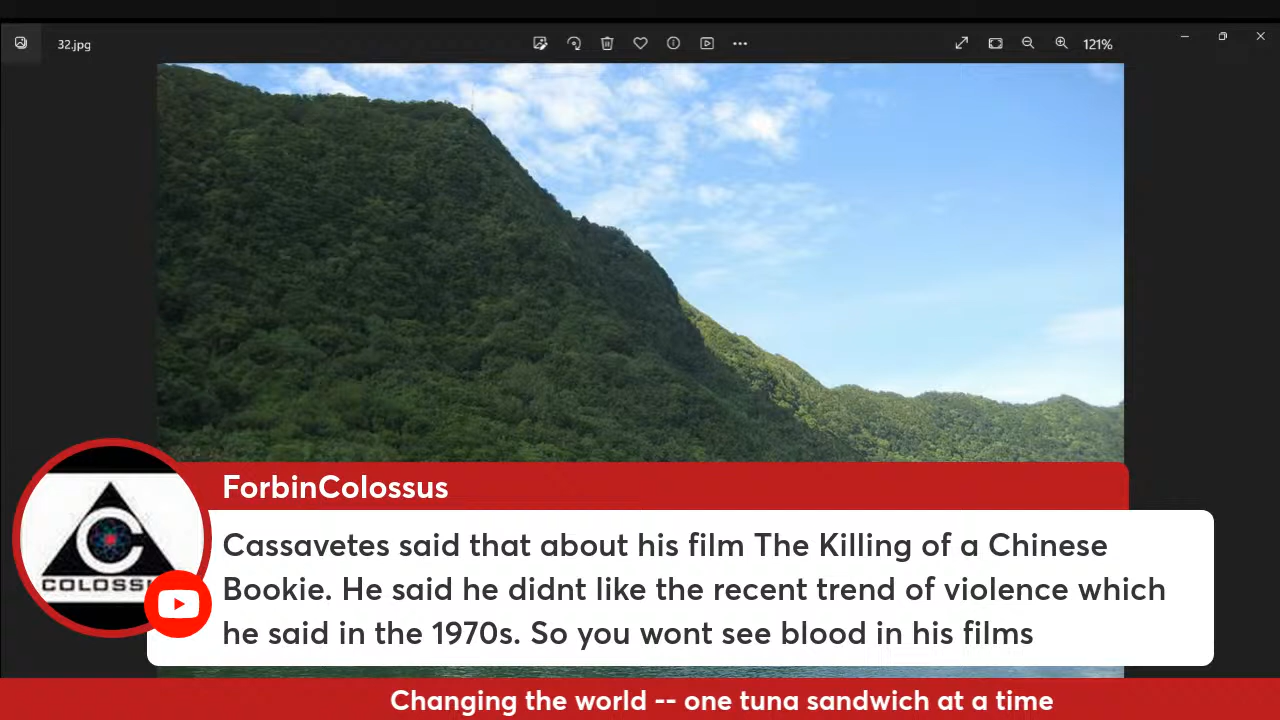 32.jpg
121%
ForbinColossus
Cassavetes said that about his film The Killing of a Chinese
Bookie. He said he didnt like the recent trend of violence which
he said in the 1970s. So you wont see blood in his films
C
COLOSS
Changing the world -- one tuna sandwich at a time